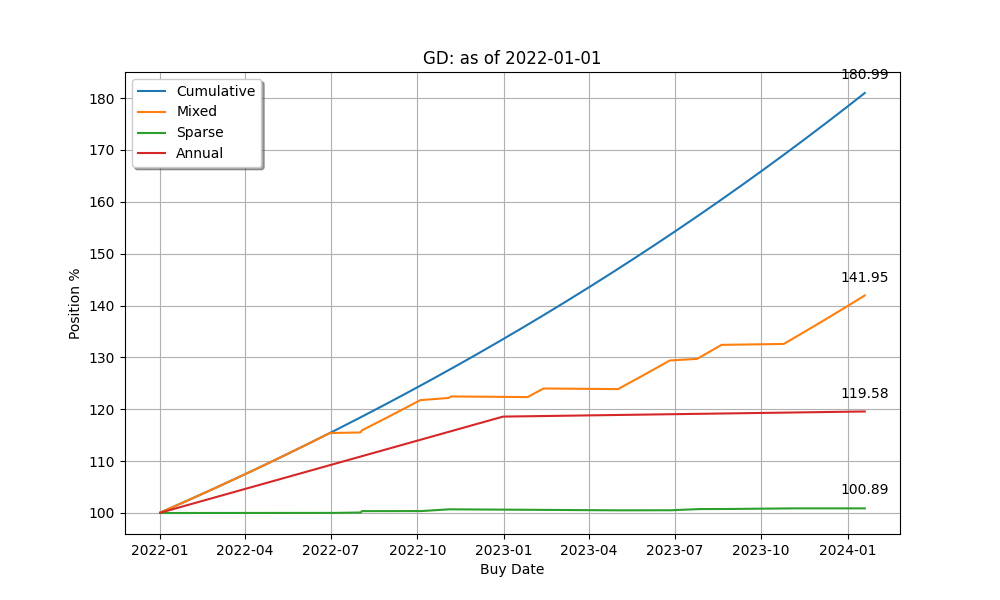 GD: as of 2022-01-01
180.99
Cumulative
Mixed
Sparse
Annual
180
170
160
150
140
130
120
110
100
Position %
141.95
119.58
100.89
2022-01 2022-04 2022-07 2022-10 2023-01 2023-04 2023-07 2023-10 2024-01
Buy Date